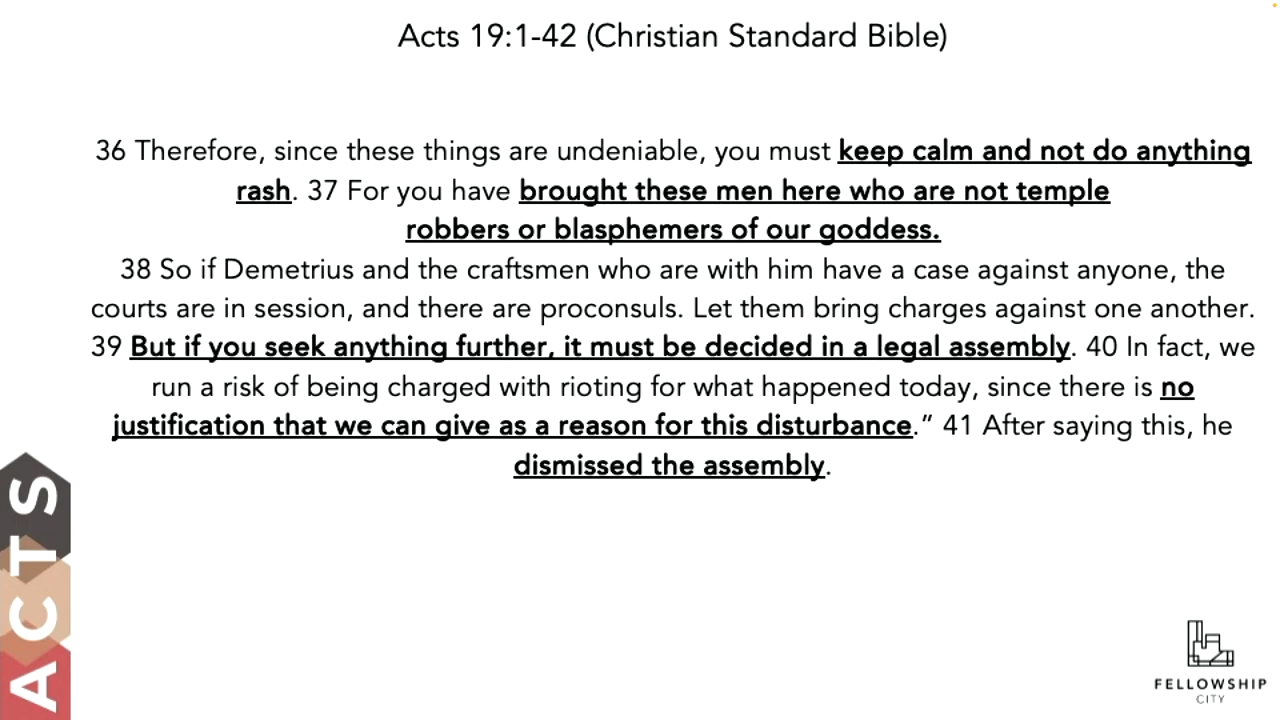 Acts 19:1-42 (Christian Standard Bible)
36 Therefore, since these things are undeniable, you must keep calm and not do anything
rash. 37 For you have brought these men here who are not temple
robbers or blasphemers of our goddess.
38 So if Demetrius and the craftsmen who are with him have a case against anyone, the
courts are in session, and there are proconsuls. Let them bring charges against one another.
39 But if you seek anything further, it must be decided in a legal assembly. 40 In fact, we
run a risk of being charged with rioting for what happened today, since there is no
justification that we can give as a reason for this disturbance.” 41 After saying this, he
dismissed the assembly.
ACTS
FELLOWSHIP
CITY